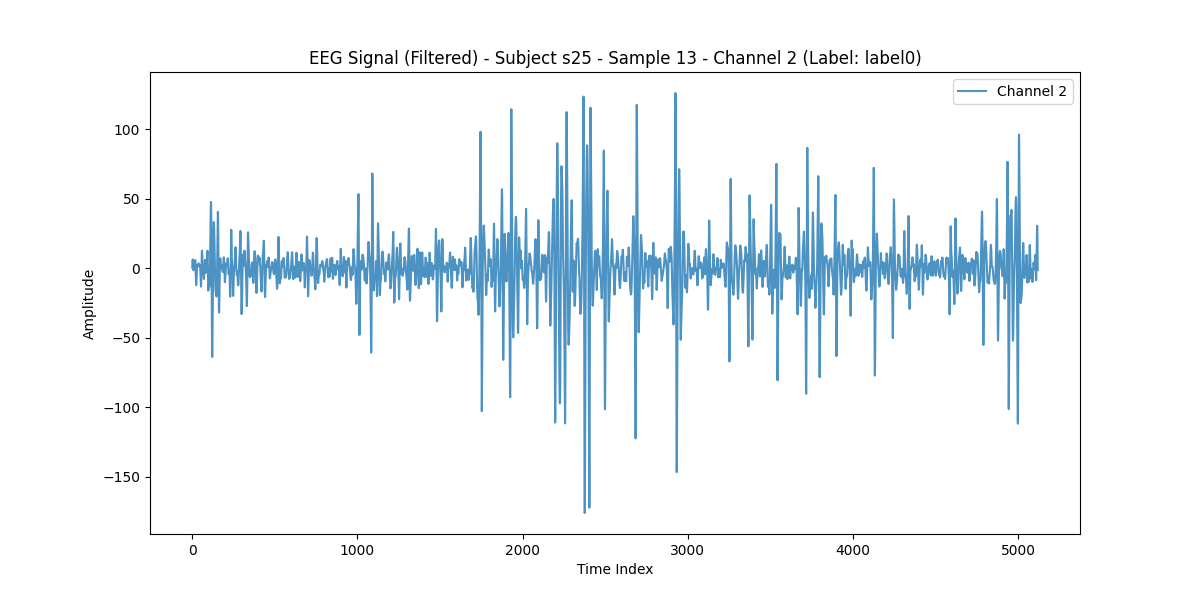 EEG Signal (Filtered) - Subject s25 - Sample 13 - Channel 2 (Label: label0)
Channel 2
100
50
0
−50
−100
−150
Amplitude
0 1000 2000 3000 4000 5000
Time Index